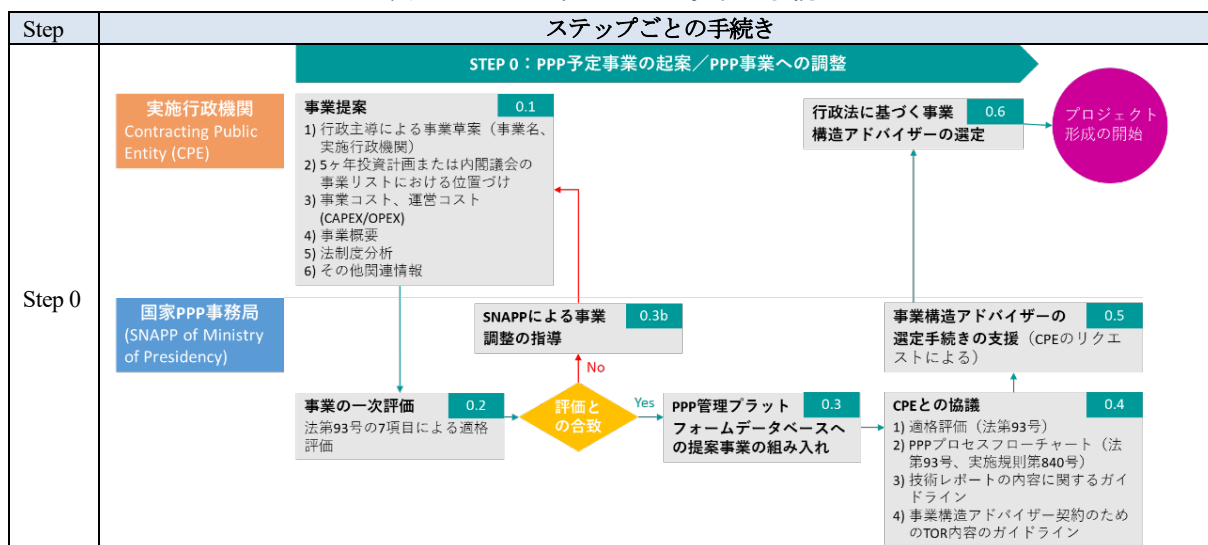 Step
ステップごとの手続き
Step 0
STEP 0：PPP予定事業の起案／PPP事業への調整
実施行政機関
Contracting Public
Entity (CPE)
事業提案
0.1
1) 行政主導による事業草案（事業名、
実施行政機関）
2) 5ヶ年投資計画または内閣議会の
事業リストにおける位置づけ
3) 事業コスト、運営コスト
(CAPEX/OPEX)
4) 事業概要
5) 法制度分析
6) その他関連情報
行政法に基づく事業
構造アドバイザーの選定
0.6
プロジェクト
形成の開始
国家PPP事務局
(SNAPP of Ministry
of Presidency)
SNAPPによる事業
調整の指導
0.3b
事業構造アドバイザーの
選定手続きの支援（CPEのリクエ
ストによる）
0.5
No
事業の一次評価
0.2
法第93号の7項目による適格
評価
評価と
の合致
Yes
PPP管理プラット
フォームデータベースへ
の提案事業の組み入れ
0.3
CPEとの協議
0.4
1) 適格評価（法第93号）
2) PPPプロセスフローチャート（法
第93号、実施規則第840号）
3) 技術レポートの内容に関するガイ
ドライン
4) 事業構造アドバイザー契約のため
のTOR内容のガイドライン